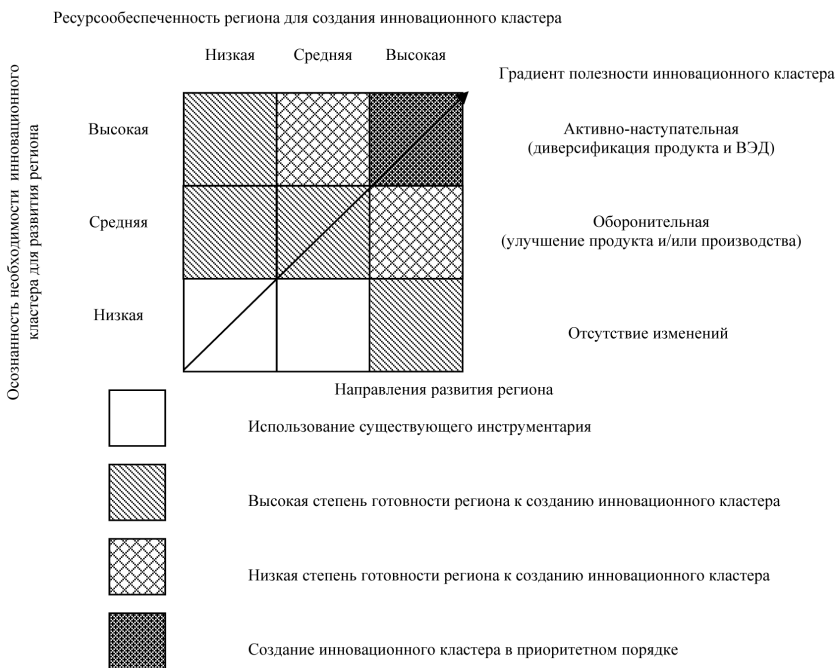 Ресурсообеспеченность региона для создания инновационного кластера
Низкая Средняя Высокая
Градиент полезности инновационного кластера
Осознанность необходимости инновационного
кластера для развития региона
Высокая
Активно-наступательная
(диверсификация продукта и ВЭД)
Средняя
Оборонительная
(улучшение продукта и/или производства)
Низкая
Отсутствие изменений
Направления развития региона
Использование существующего инструментария
Высокая степень готовности региона к созданию инновационного кластера
Низкая степень готовности региона к созданию инновационного кластера
Создание инновационного кластера в приоритетном порядке